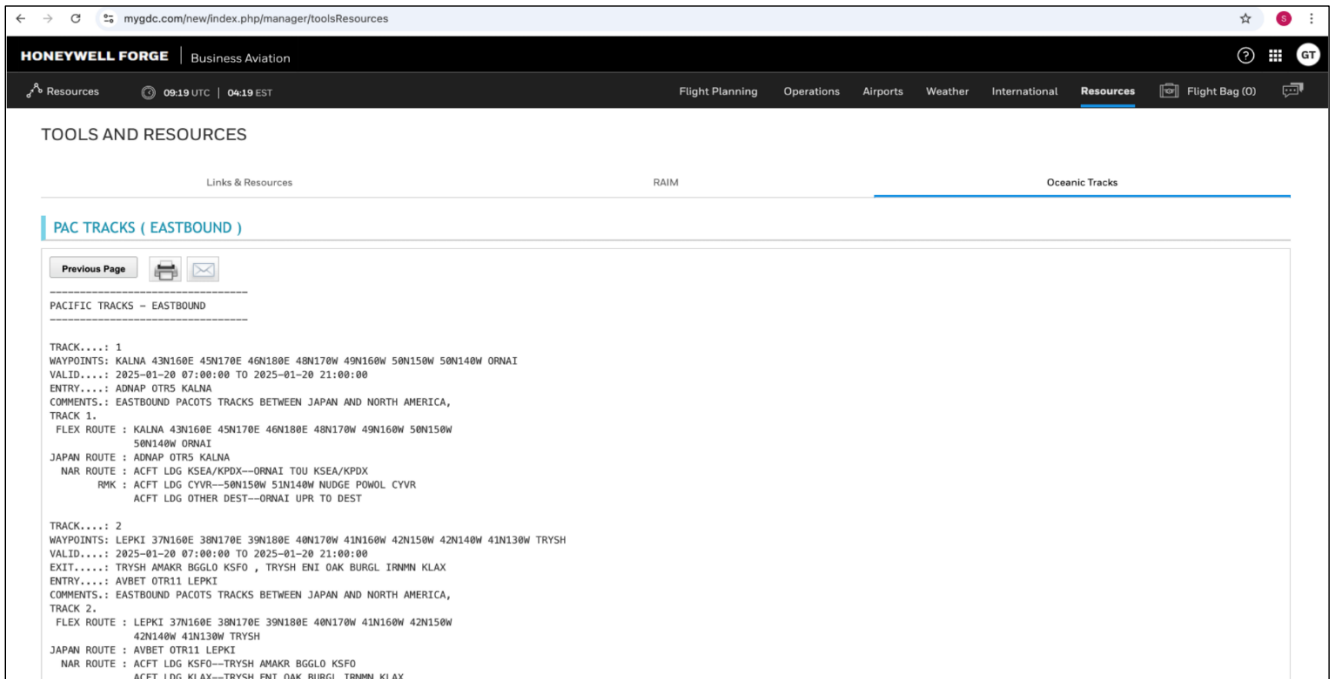 mygdc.com/new/index.php/manager/toolsResources
S
HONEYWELL FORGE | Business Aviation
GT
Resources 09:19 UTC | 04:19 EST Flight Planning Operations Airports Weather International Resources Flight Bag (0)
TOOLS AND RESOURCES
Links & Resources RAIM Oceanic Tracks
PAC TRACKS ( EASTBOUND )
Previous Page
---------------------------------
PACIFIC TRACKS - EASTBOUND
---------------------------------
TRACK....: 1
WAYPOINTS: KALNA 43N160E 45N170E 46N180E 48N170W 49N160W 50N150W 50N140W ORNAI
VALID....: 2025-01-20 07:00:00 TO 2025-01-20 21:00:00
ENTRY....: ADNAP OTR5 KALNA
COMMENTS.: EASTBOUND PACOTS TRACKS BETWEEN JAPAN AND NORTH AMERICA,
TRACK 1.
FLEX ROUTE : KALNA 43N160E 45N170E 46N180E 48N170W 49N160W 50N150W
50N140W ORNAI
JAPAN ROUTE : ADNAP OTR5 KALNA
NAR ROUTE : ACFT LDG KSEA/KPDX--ORNAI TOU KSEA/KPDX
RMK : ACFT LDG CYVR--50N150W 51N140W NUDGE POWOL CYVR
ACFT LDG OTHER DEST--ORNAI UPR TO DEST
TRACK....: 2
WAYPOINTS: LEPKI 37N160E 38N170E 39N180E 40N170W 41N160W 42N150W 42N140W 41N130W TRYSH
VALID....: 2025-01-20 07:00:00 TO 2025-01-20 21:00:00
EXIT.....: TRYSH AMAKR BGGLO KSFO , TRYSH ENI OAK BURGL IRNMN KLAX
ENTRY....: AVBET OTR11 LEPKI
COMMENTS.: EASTBOUND PACOTS TRACKS BETWEEN JAPAN AND NORTH AMERICA,
TRACK 2.
FLEX ROUTE : LEPKI 37N160E 38N170E 39N180E 40N170W 41N160W 42N150W
42N140W 41N130W TRYSH
JAPAN ROUTE : AVBET OTR11 LEPKI
NAR ROUTE : ACFT LDG KSFO--TRYSH AMAKR BGGLO KSFO
ACFT LDG KLAX--TRYSH ENI OAK BURGL IRNMN KLAX